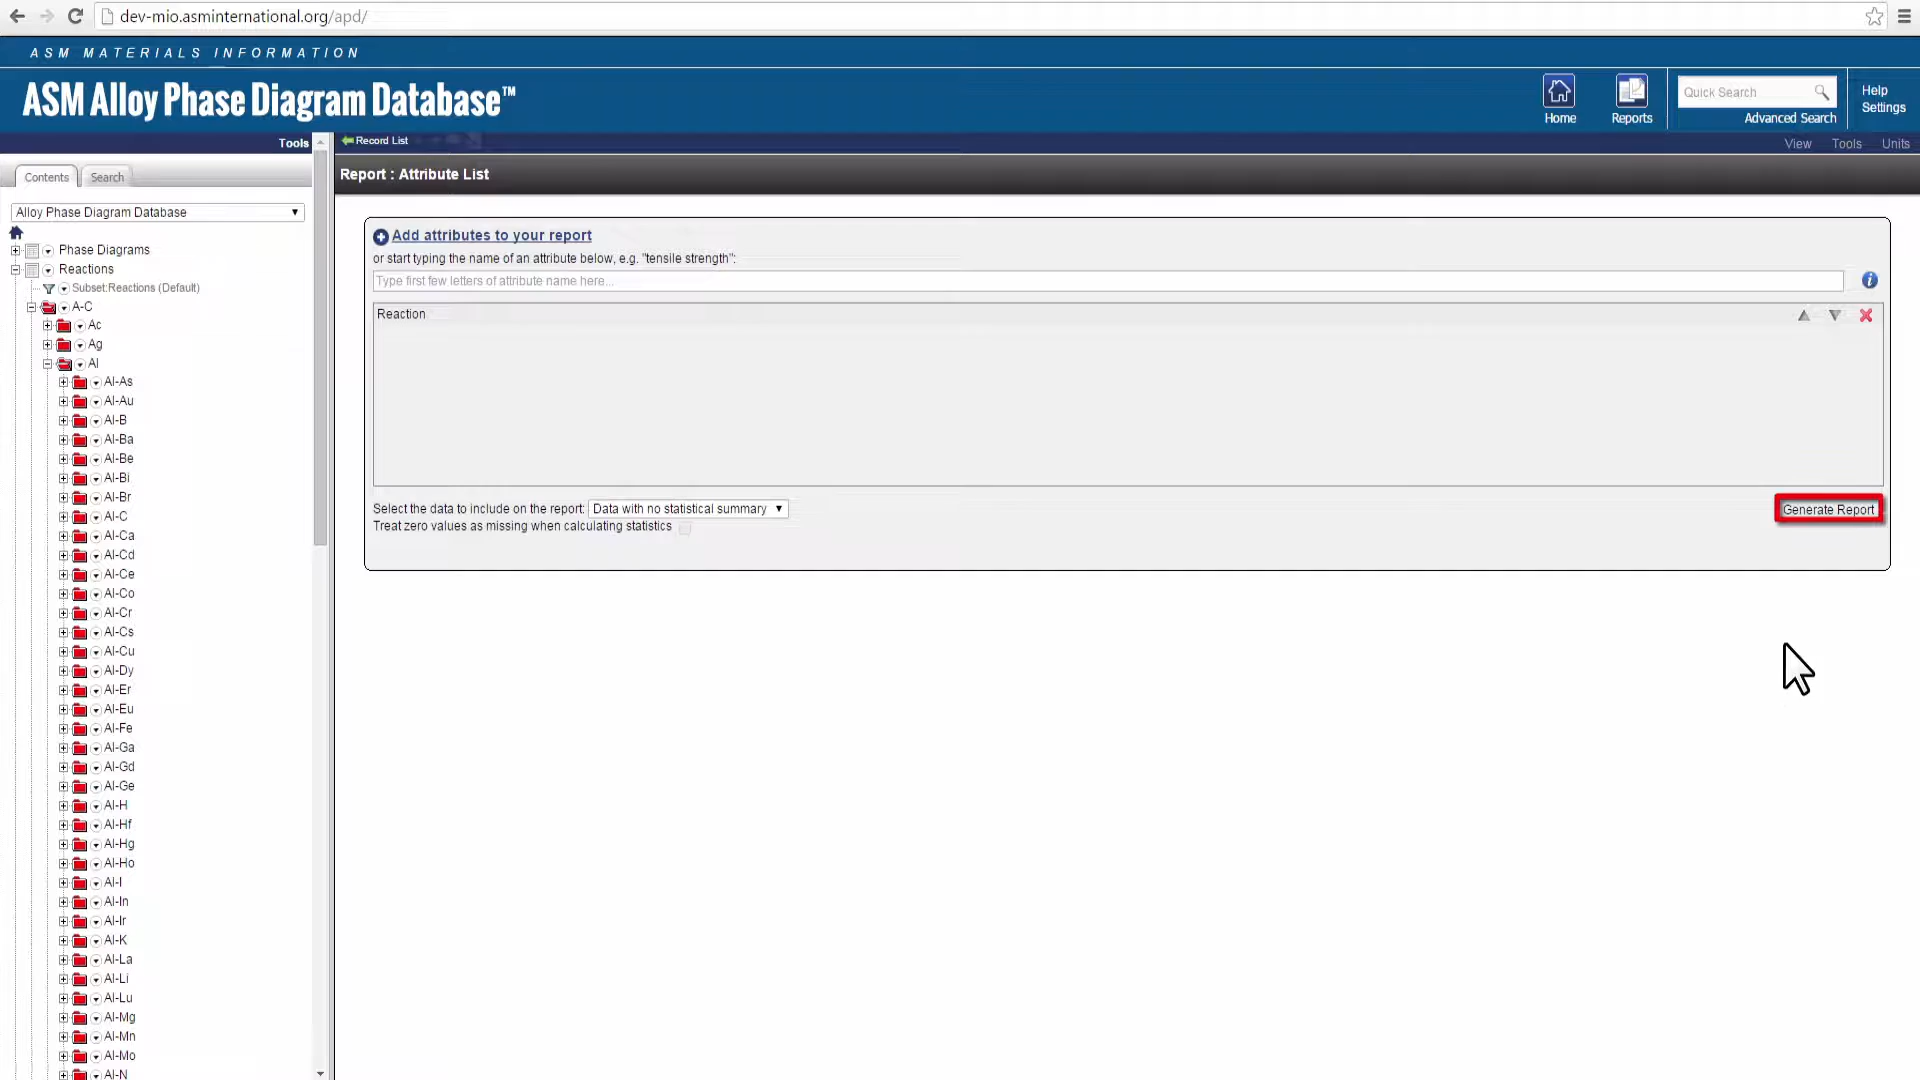 dev-mio.asminternational.org/apd/
ASM MATERIALS INFORMATION
ASM Alloy Phase Diagram Database™
Home
Reports
Quick Search
Advanced Search
Help
Settings
Tools
Record List
View Tools Units
Contents Search
Report : Attribute List
Alloy Phase Diagram Database
Phase Diagrams
Reactions
Subset:Reactions (Default)
A-C
Ac
Ag
Al
Al-As
Al-Au
Al-B
Al-Ba
Al-Be
Al-Bi
Al-Br
Al-C
Al-Ca
Al-Cd
Al-Ce
Al-Co
Al-Cr
Al-Cs
Al-Cu
Al-Dy
Al-Er
Al-Eu
Al-Fe
Al-Ga
Al-Gd
Al-Ge
Al-H
Al-Hf
Al-Hg
Al-Ho
Al-I
Al-In
Al-Ir
Al-K
Al-La
Al-Li
Al-Lu
Al-Mg
Al-Mn
Al-Mo
Al-N
Add attributes to your report
or start typing the name of an attribute below, e.g. "tensile strength":
Type first few letters of attribute name here...
Reaction
Select the data to include on the report: Data with no statistical summary
Treat zero values as missing when calculating statistics
Generate Report